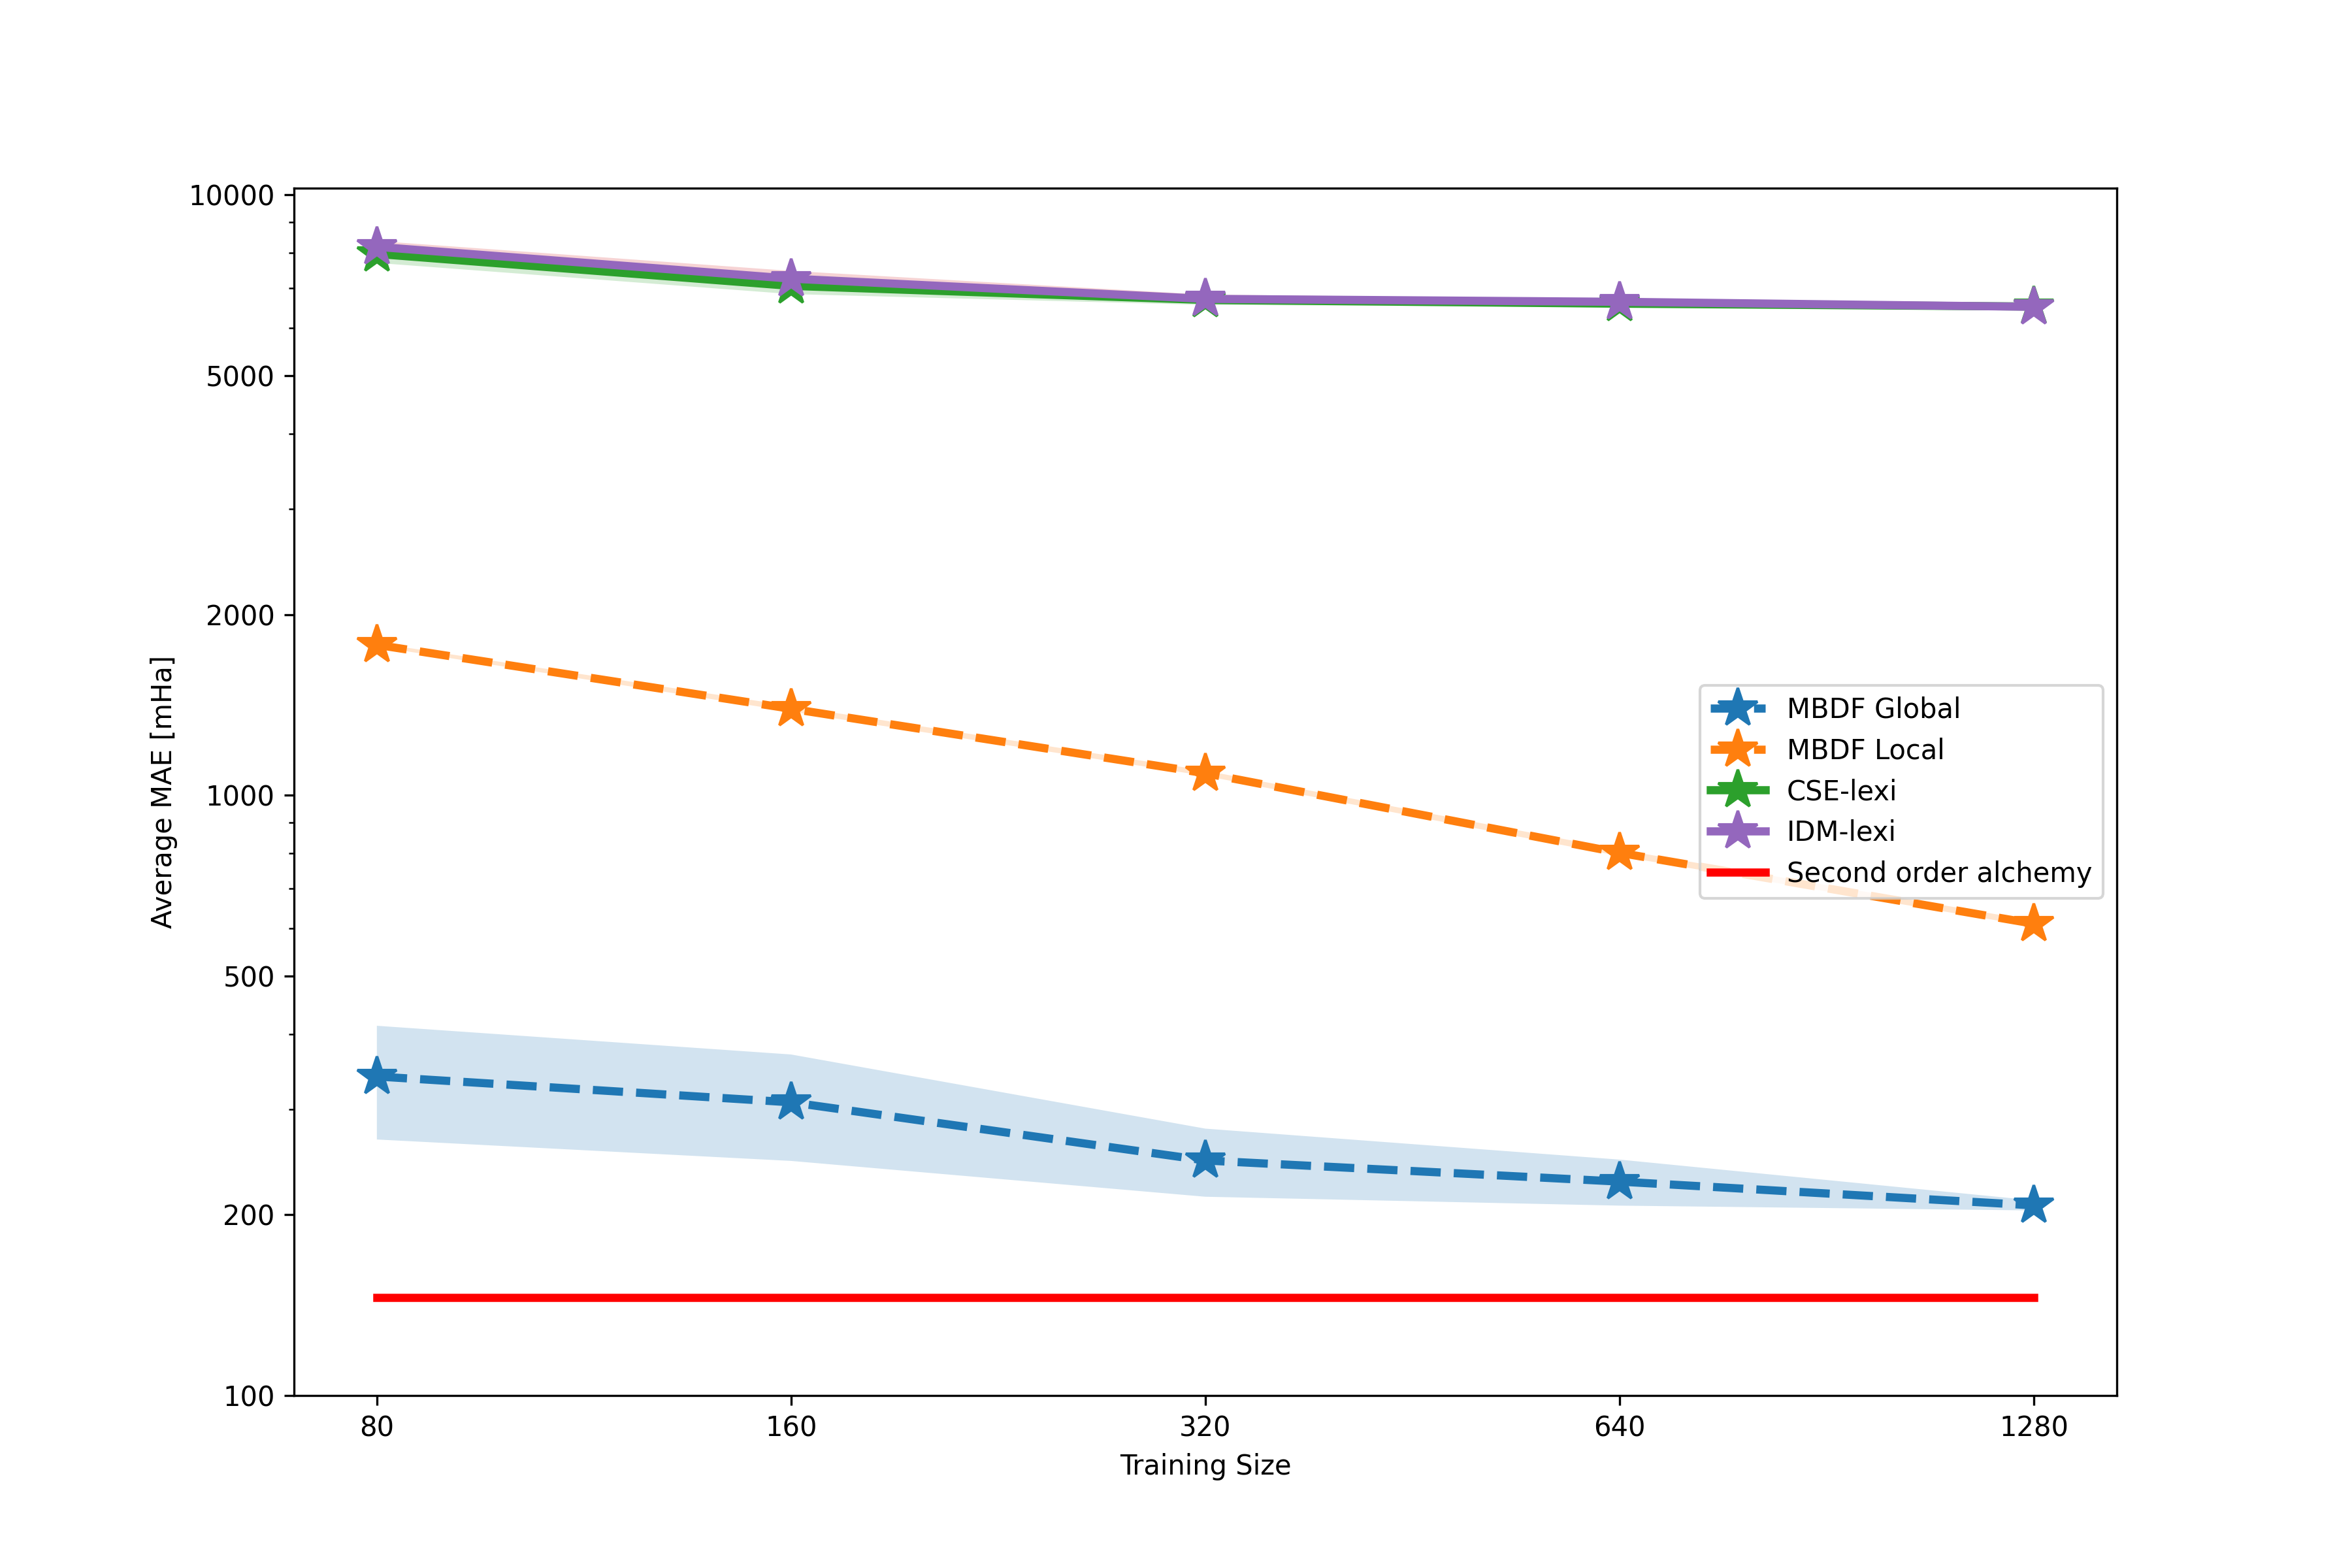 10000
5000
2000
1000
500
200
100
Average MAE [mHa]
MBDF Global
MBDF Local
CSE-lexi
IDM-lexi
Second order alchemy
80 160 320 640 1280
Training Size